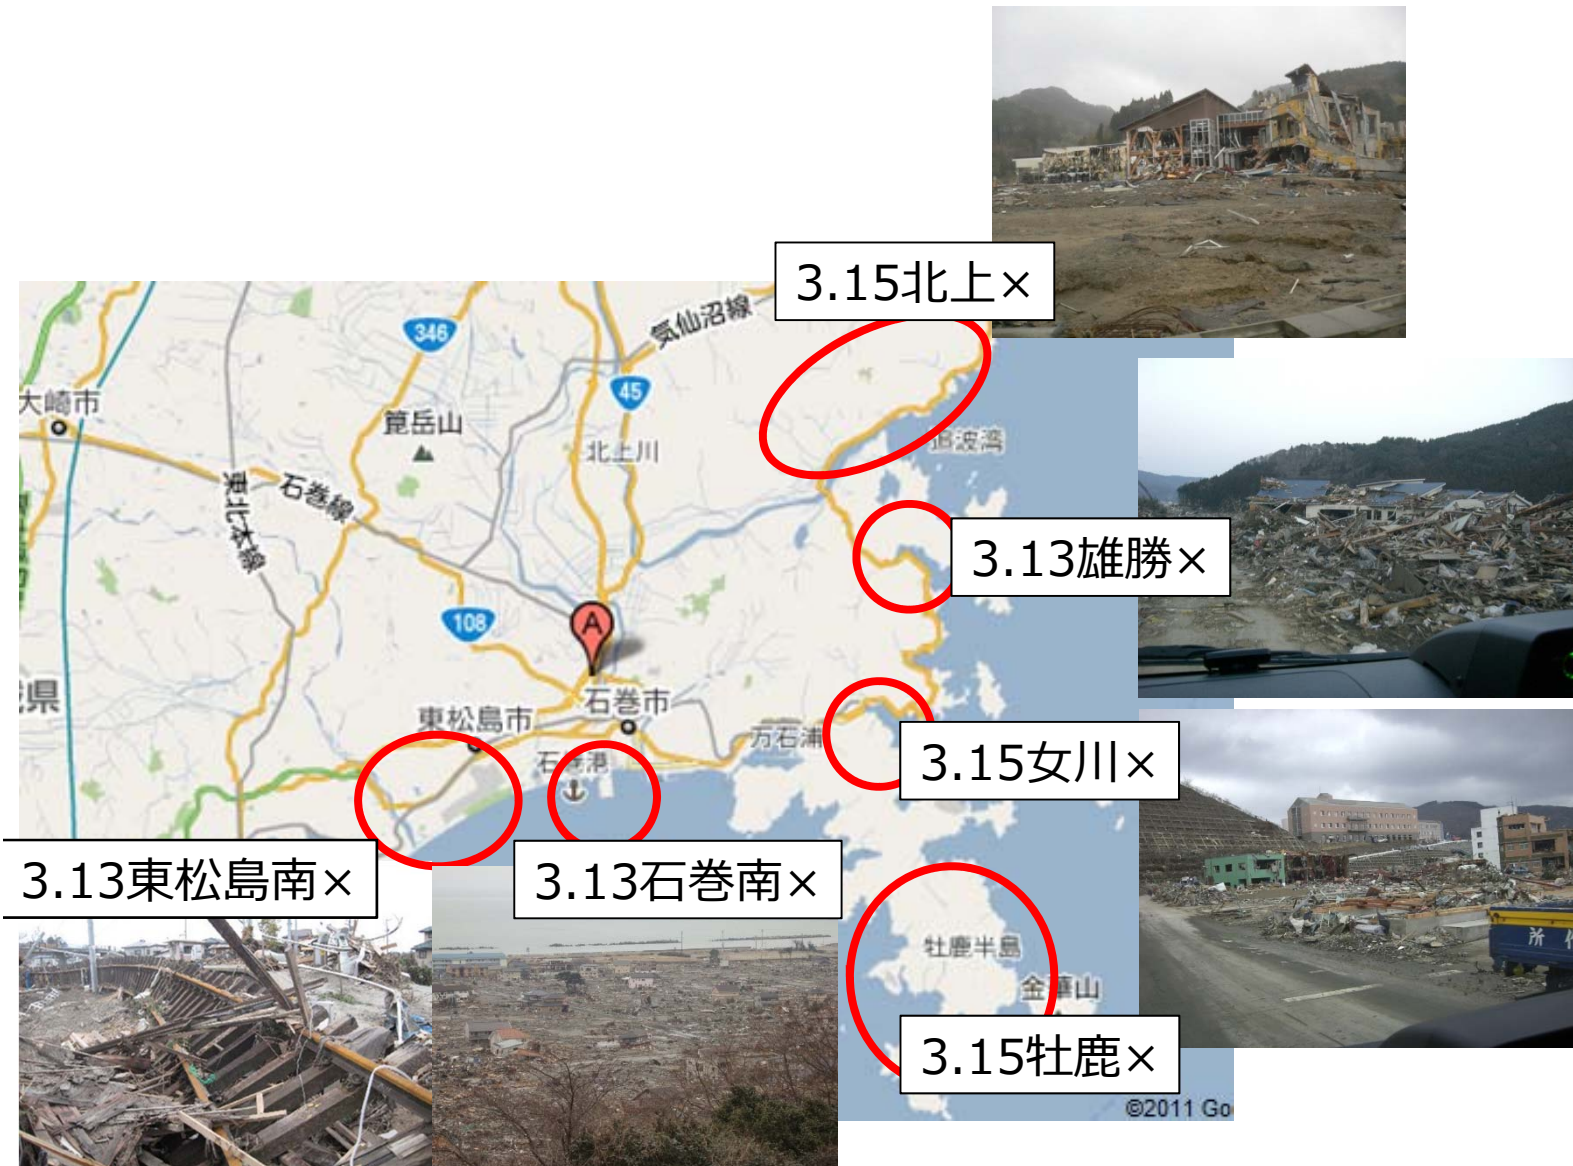 3.15北上×
346
気仙沼線
45
大崎市
箟岳山
北上川
追波湾
石巻線
東北本線
3.13雄勝×
108
A
県
石巻市
東松島市
万石浦
石巻港
3.15女川×
3.13東松島南×
3.13石巻南×
牡鹿半島
金華山
所
3.15牡鹿×
©2011 Go